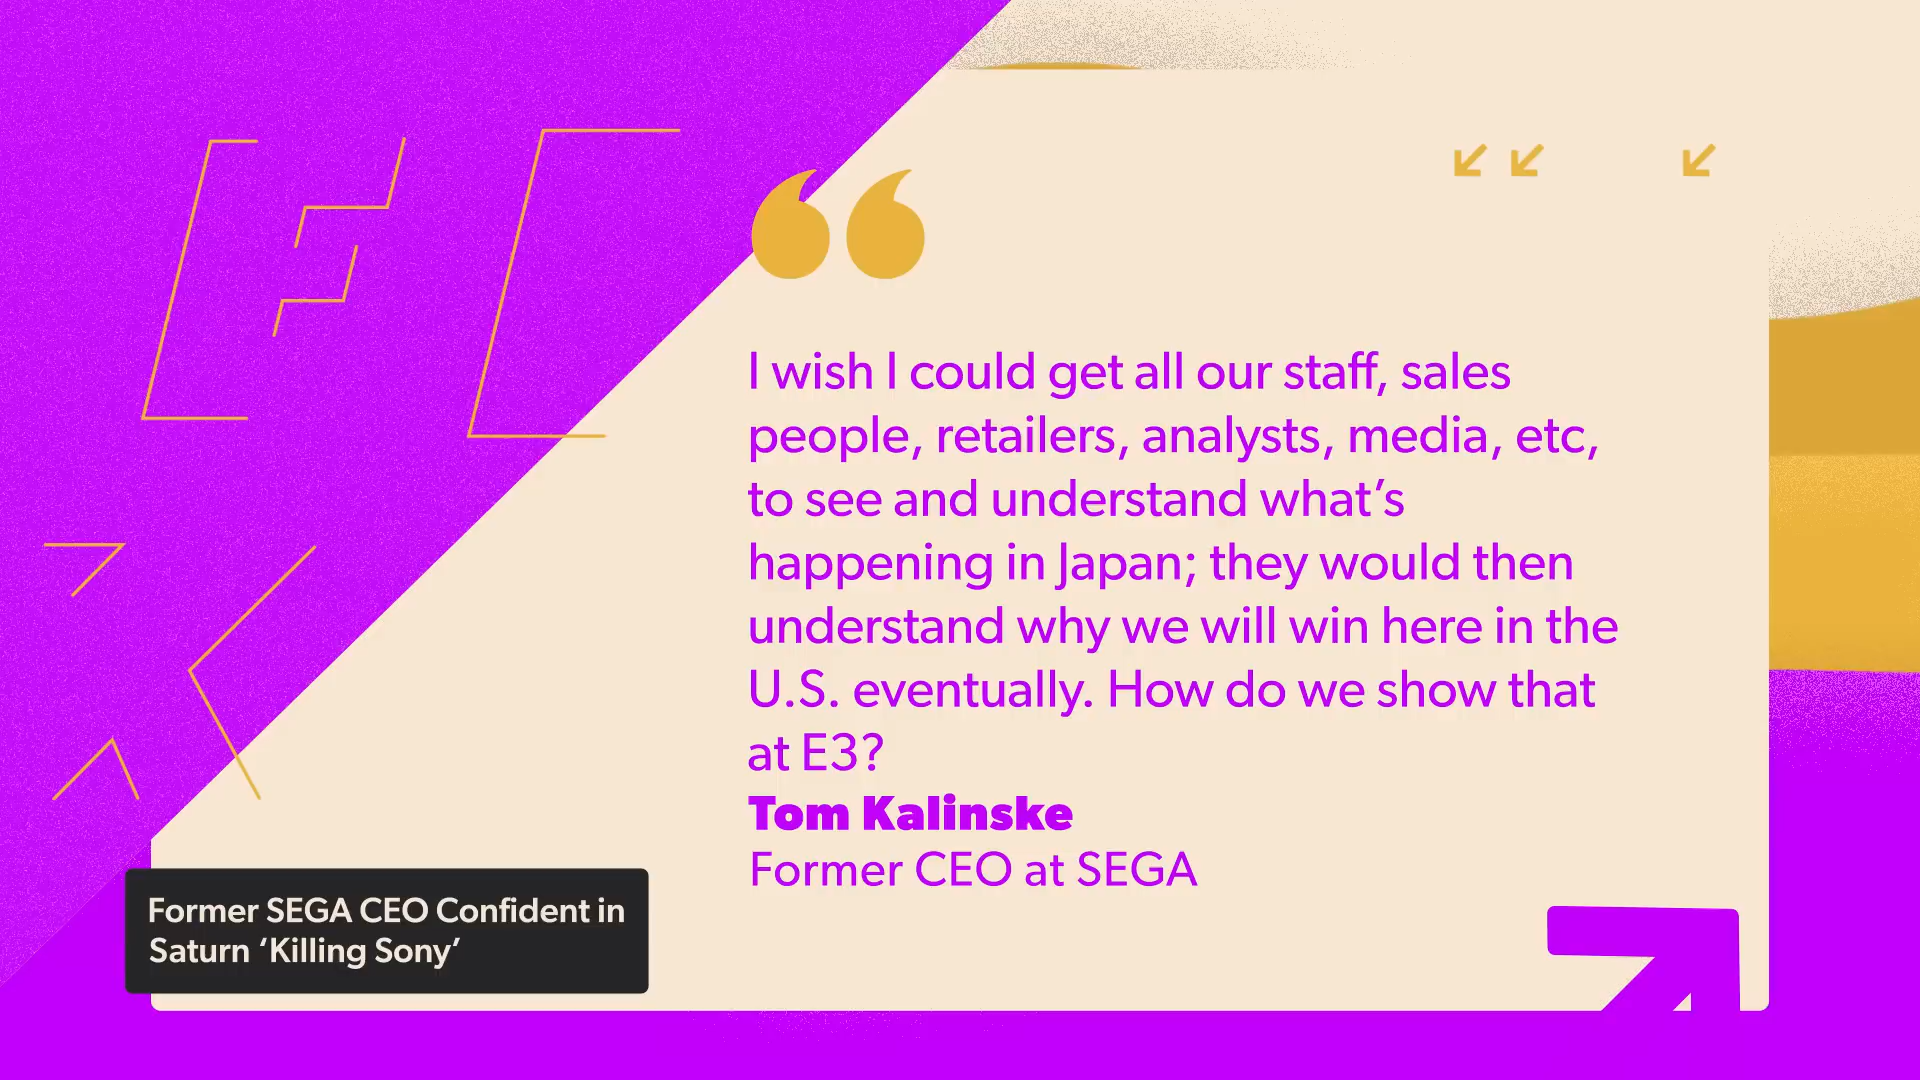 I wish I could get all our staff, sales
people, retailers, analysts, media, etc,
to see and understand what’s
happening in Japan; they would then
understand why we will win here in the
U.S. eventually. How do we show that
at E3?
Tom Kalinske
Former CEO at SEGA
Former SEGA CEO Confident in
Saturn ‘Killing Sony’